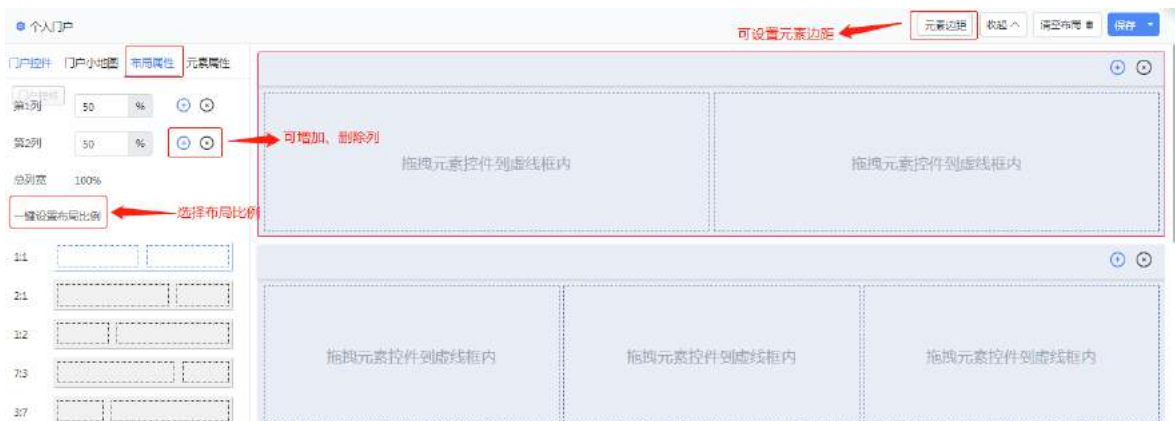 个人门户
可设置元素边距
元素边距
收起
清空布局
保存
门户控件 门户小地图 布局属性 元素属性
门户控件
第1列 50 %
第2列 50 %
可增加、删除列
总列宽 100%
一键设置布局比例
选择布局比例
1:1
2:1
1:2
7:3
3:7
拖拽元素控件到虚线框内 拖拽元素控件到虚线框内
拖拽元素控件到虚线框内 拖拽元素控件到虚线框内 拖拽元素控件到虚线框内